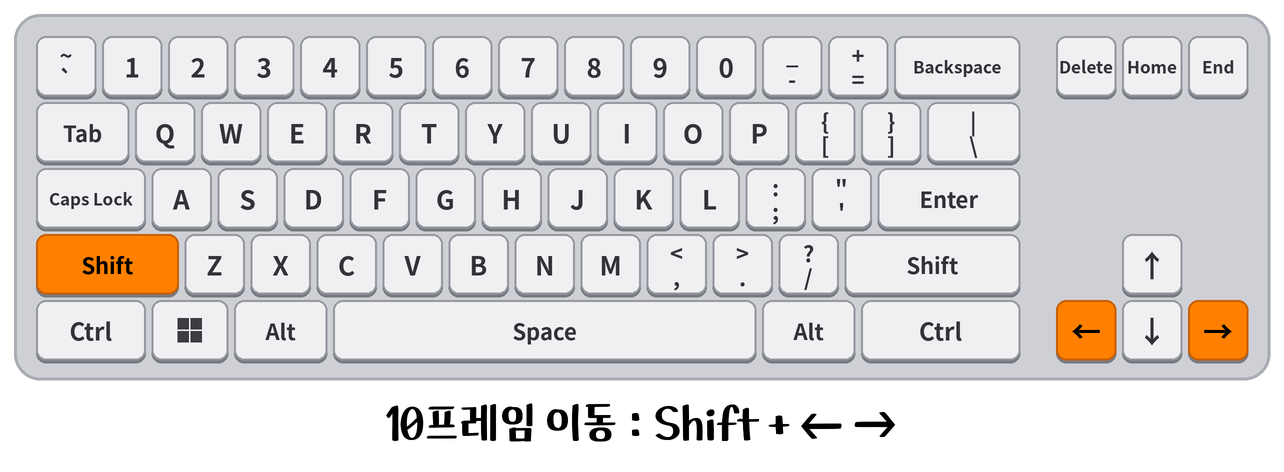 ~ ` 1 2 3 4 5 6 7 8 9 0 _ - + = Backspace Delete Home End
Tab Q W E R T Y U I O P { [ } ] | \
Caps Lock A S D F G H J K L : ; " ' Enter
Shift Z X C V B N M < , > . ? / Shift ↑
Ctrl Alt Space Alt Ctrl ← ↓ →
10프레임 이동 : Shift + ← →